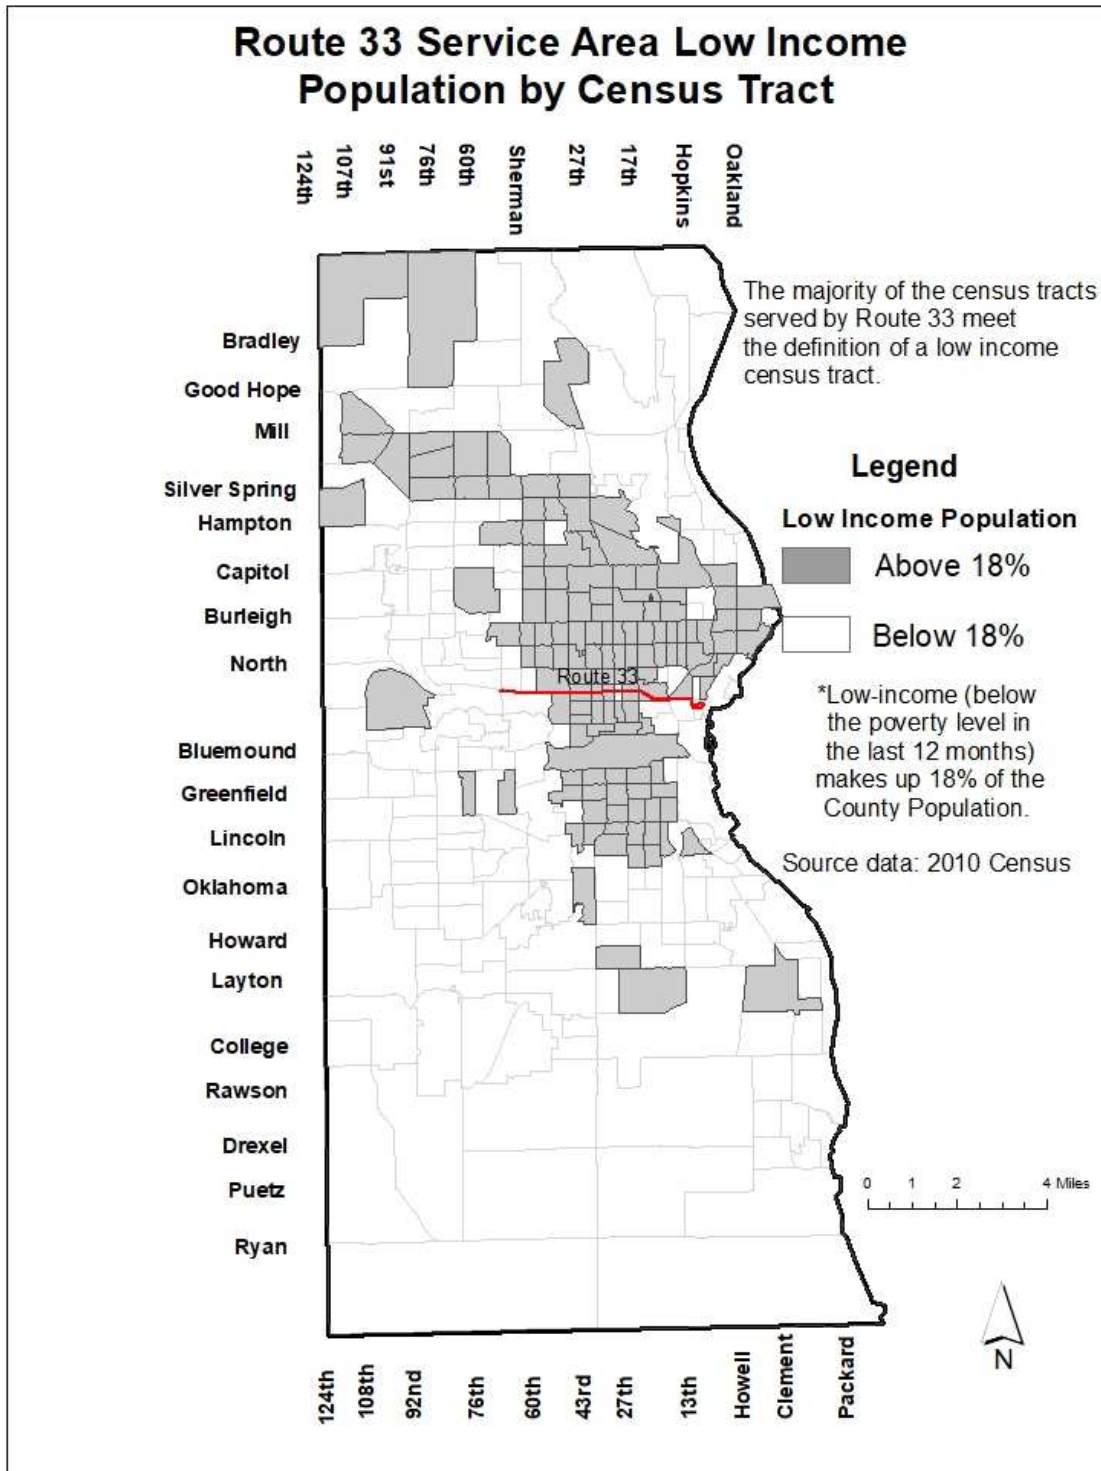 Route 33 Service Area Low Income
Population by Census Tract
124th
107th
91st
76th
60th
Sherman
27th
17th
Hopkins
Oakland
The majority of the census tracts
served by Route 33 meet
the definition of a low income
census tract.
Bradley
Good Hope
Mill
Silver Spring
Hampton
Capitol
Burleigh
North
Bluemound
Greenfield
Lincoln
Oklahoma
Howard
Layton
College
Rawson
Drexel
Puetz
Ryan
Route 33
Legend
Low Income Population
Above 18%
Below 18%
*Low-income (below
the poverty level in
the last 12 months)
makes up 18% of the
County Population.
Source data: 2010 Census
0 1 2 4 Miles
N
124th
108th
92nd
76th
60th
43rd
27th
13th
Howell
Clement
Packard